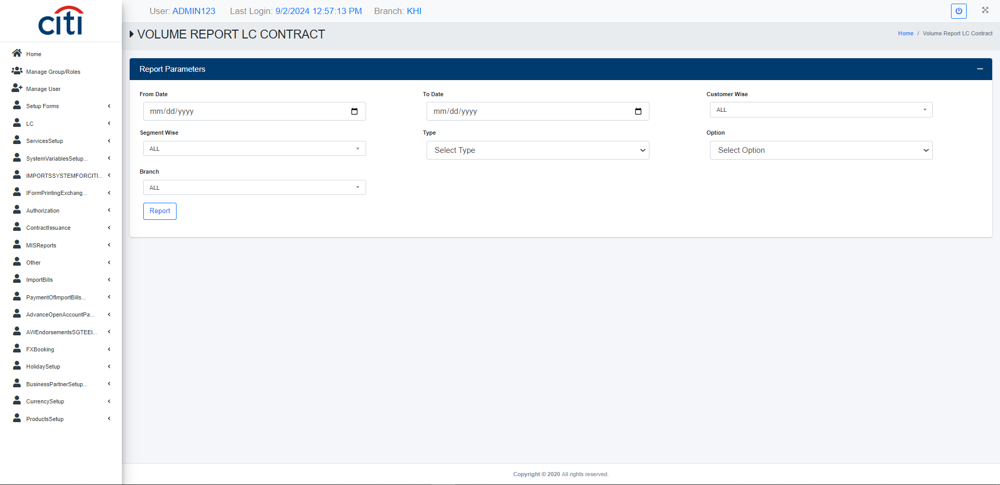 citi
User: ADMIN123 Last Login: 9/2/2024 12:57:13 PM Branch: KHI
VOLUME REPORT LC CONTRACT
Home / Volume Report LC Contract
Home
Manage Group/Roles
Manage User
Setup Forms
LC
ServicesSetup
SystemVariablesSetup...
IMPORTSSYSTEMFORCITI...
IFormPrintingExchang...
Authorization
ContractIssuance
MISReports
Other
ImportBills
PaymentOfImportBills...
AdvanceOpenAccountPa...
AWEndorsementsSGTEEI...
FXBooking
HolidaySetup
BusinessPartnerSetup...
CurrencySetup
ProductsSetup
Report Parameters
From Date
mm/dd/yyyy
To Date
mm/dd/yyyy
Customer Wise
ALL
Segment Wise
ALL
Type
Select Type
Option
Select Option
Branch
ALL
Report
Copyright © 2020 All rights reserved.